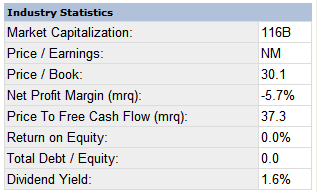 Industry Statistics
Market Capitalization: 116B
Price / Earnings: NM
Price / Book: 30.1
Net Profit Margin (mrq): -5.7%
Price To Free Cash Flow (mrq): 37.3
Return on Equity: 0.0%
Total Debt / Equity: 0.0
Dividend Yield: 1.6%